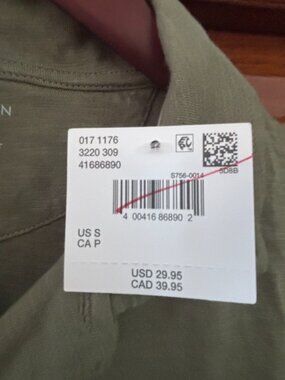 017 1176
3220 309
41686890
S756-0014
5D8B
4 00416 86890 2
US S
CA P
USD 29.95
CAD 39.95